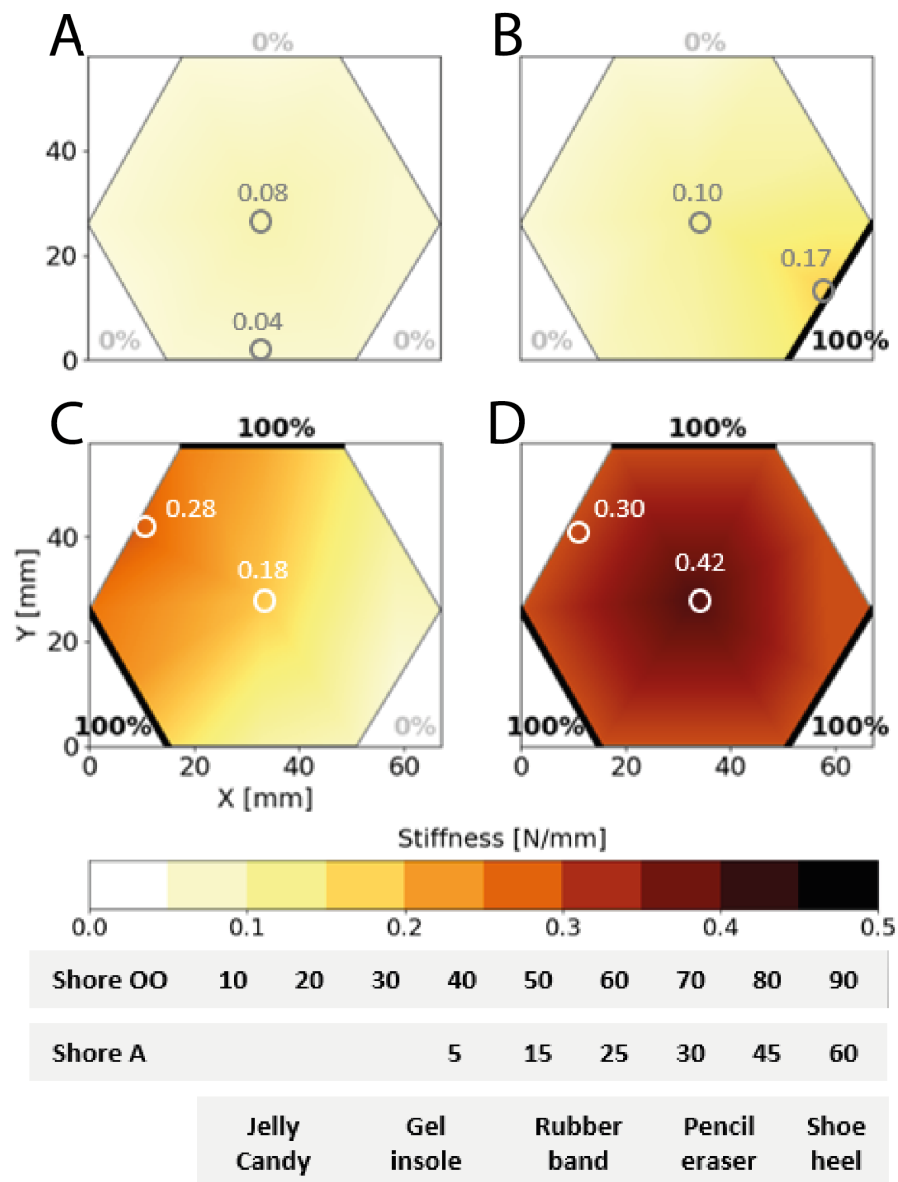 A
B
0%
0%
40
20
0
0.08
0.04
0%
0%
0.10
0.17
0%
100%
C
D
100%
100%
Y [mm]
40
20
0
0.28
0.18
100%
0%
0.30
0.42
100%
100%
0
20
40
60
0
20
40
60
X [mm]
Stiffness [N/mm]
0.0 0.1 0.2 0.3 0.4 0.5
Shore OO 10 20 30 40 50 60 70 80 90
Shore A 5 15 25 30 45 60
Jelly Gel Rubber Pencil Shoe
Candy insole band eraser heel